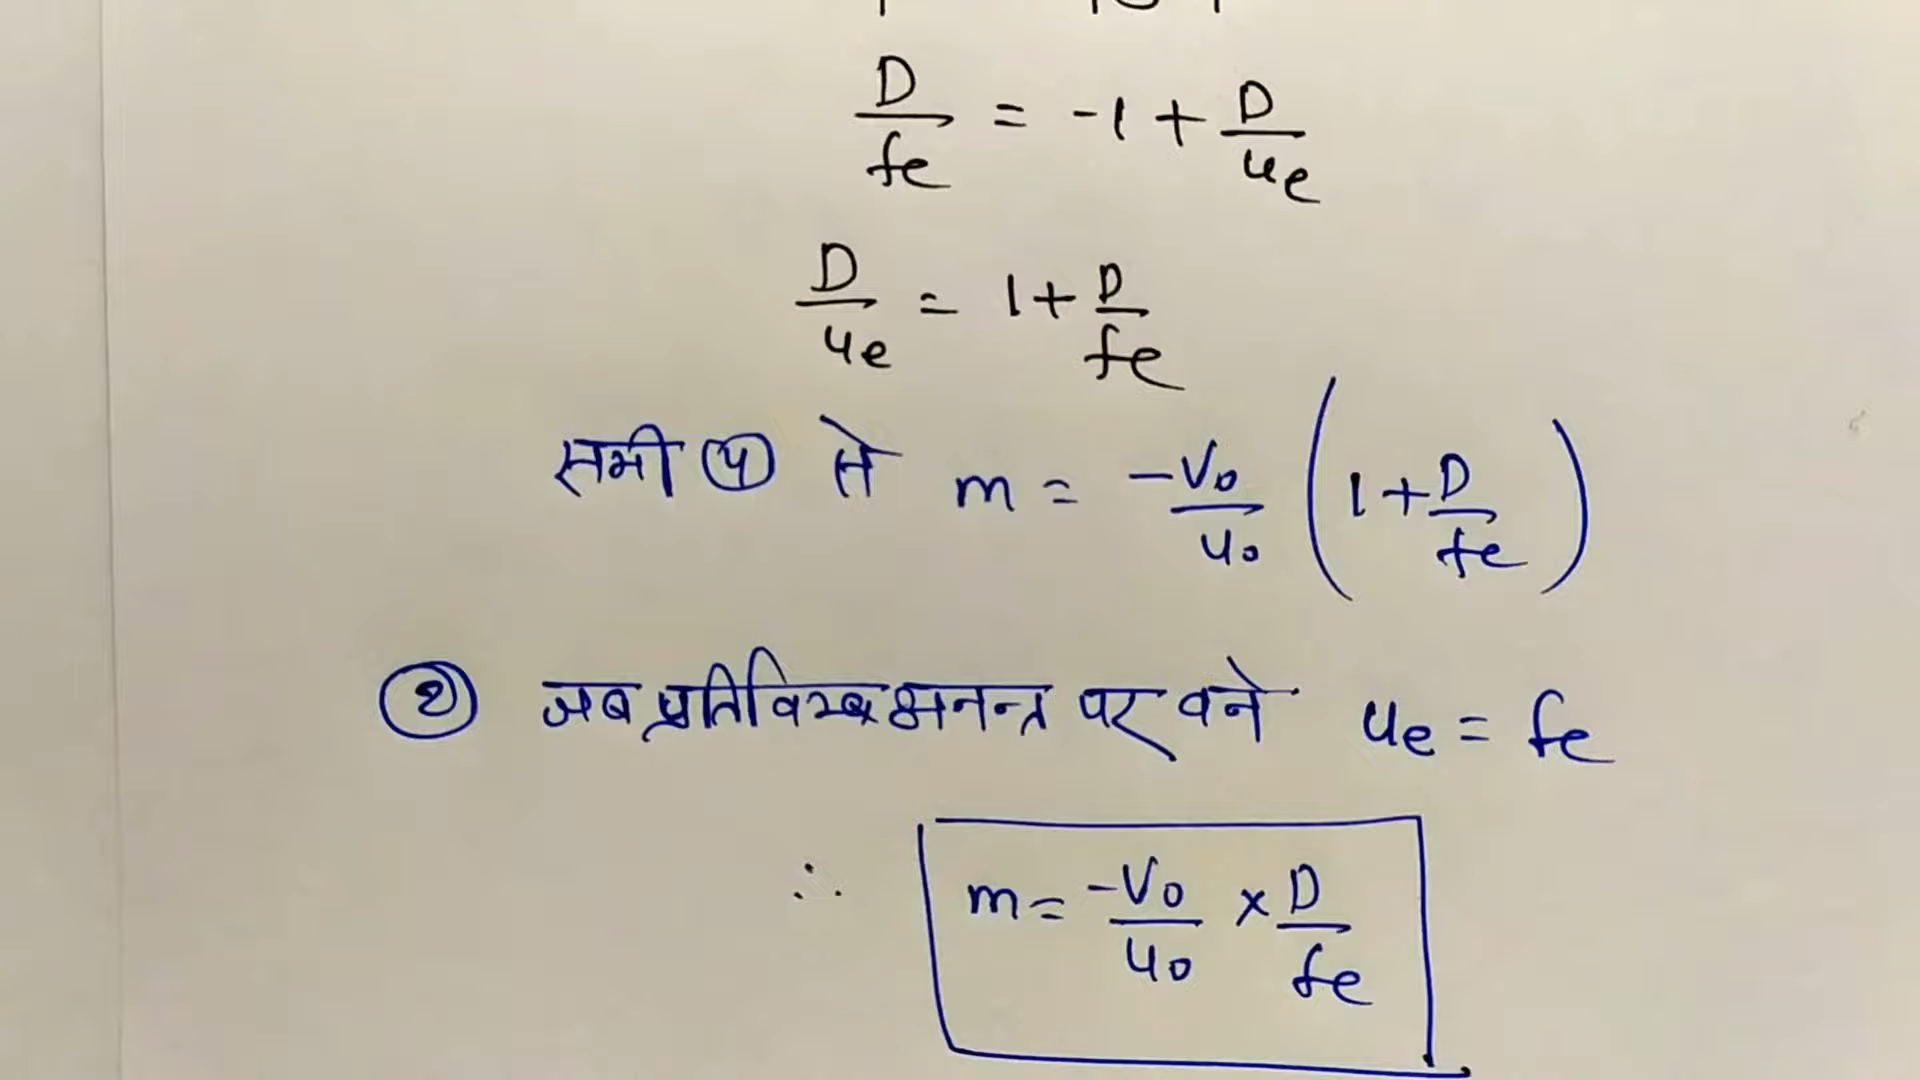 D/fe = -1 + D/ue
D/ue = 1 + D/fe
समी (4) से m = -Vo/uo (1 + D/fe)
(2) जब प्रतिविम्ब अनन्त पर बने ue = fe
∴ m = -Vo/uo × D/fe